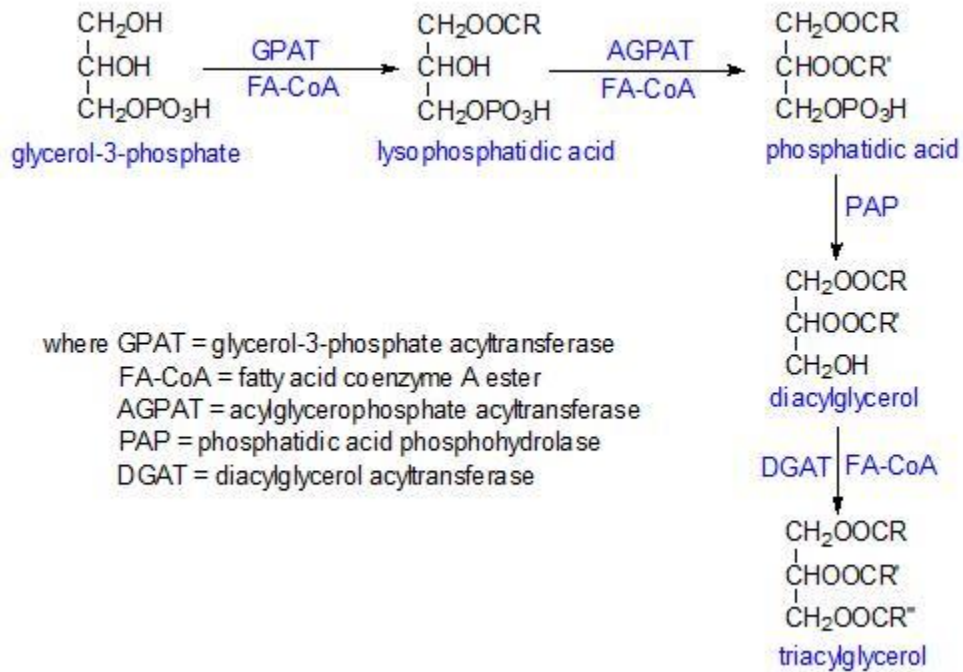 CH₂OH
CHOH
CH₂OPO₃H
glycerol-3-phosphate
GPAT
FA-CoA
CH₂OOCR
CHOH
CH₂OPO₃H
lysophosphatidic acid
AGPAT
FA-CoA
CH₂OOCR
CHOOCR'
CH₂OPO₃H
phosphatidic acid
PAP
CH₂OOCR
CHOOCR'
CH₂OH
diacylglycerol
where GPAT = glycerol-3-phosphate acyltransferase
FA-CoA = fatty acid coenzyme A ester
AGPAT = acylglycerophosphate acyltransferase
PAP = phosphatidic acid phosphohydrolase
DGAT = diacylglycerol acyltransferase
DGAT FA-CoA
CH₂OOCR
CHOOCR'
CH₂OOCR"
triacylglycerol